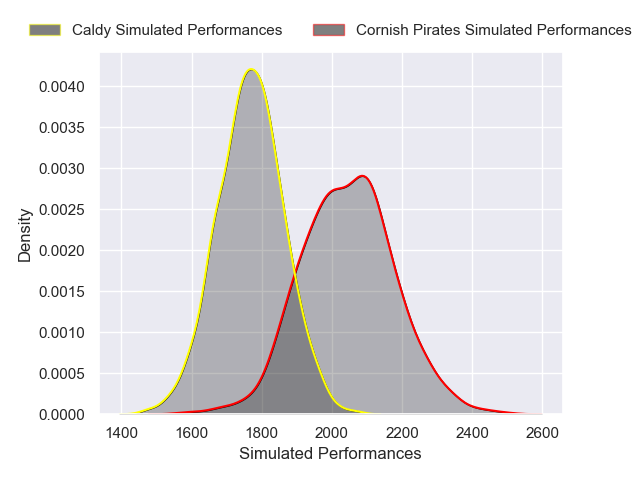 Caldy Simulated Performances
Cornish Pirates Simulated Performances
0.0040
0.0035
0.0030
0.0025
0.0020
0.0015
0.0010
0.0005
0.0000
Density
1400 1600 1800 2000 2200 2400 2600
Simulated Performances